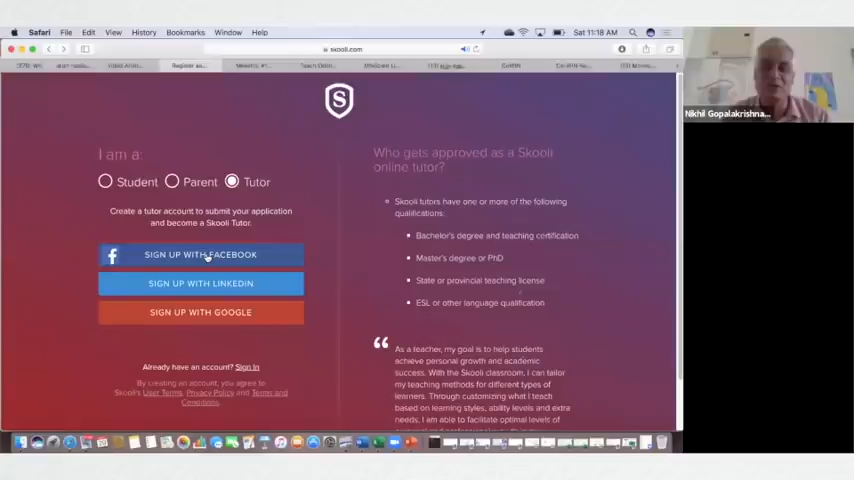 Safari File Edit View History Bookmarks Window Help
Sat 11:18 AM
skooli.com
Register as...
S
I am a:
Student Parent Tutor
Create a tutor account to submit your application
and become a Skooli Tutor.
f SIGN UP WITH FACEBOOK
SIGN UP WITH LINKEDIN
SIGN UP WITH GOOGLE
Already have an account? Sign In
By creating an account, you agree to
Skooli's User Terms, Privacy Policy and Terms and
Conditions.
Who gets approved as a Skooli
online tutor?
Skooli tutors have one or more of the following
qualifications:
Bachelor's degree and teaching certification
Master's degree or PhD
State or provincial teaching license
ESL or other language qualification
“ As a teacher, my goal is to help students
achieve personal growth and academic
success. With the Skooli classroom, I can tailor
my teaching methods for different types of
learners. Through customizing what I teach
based on learning styles, ability levels and extra
needs, I am able to facilitate optimal levels of
Nikhil Gopalakrishna...